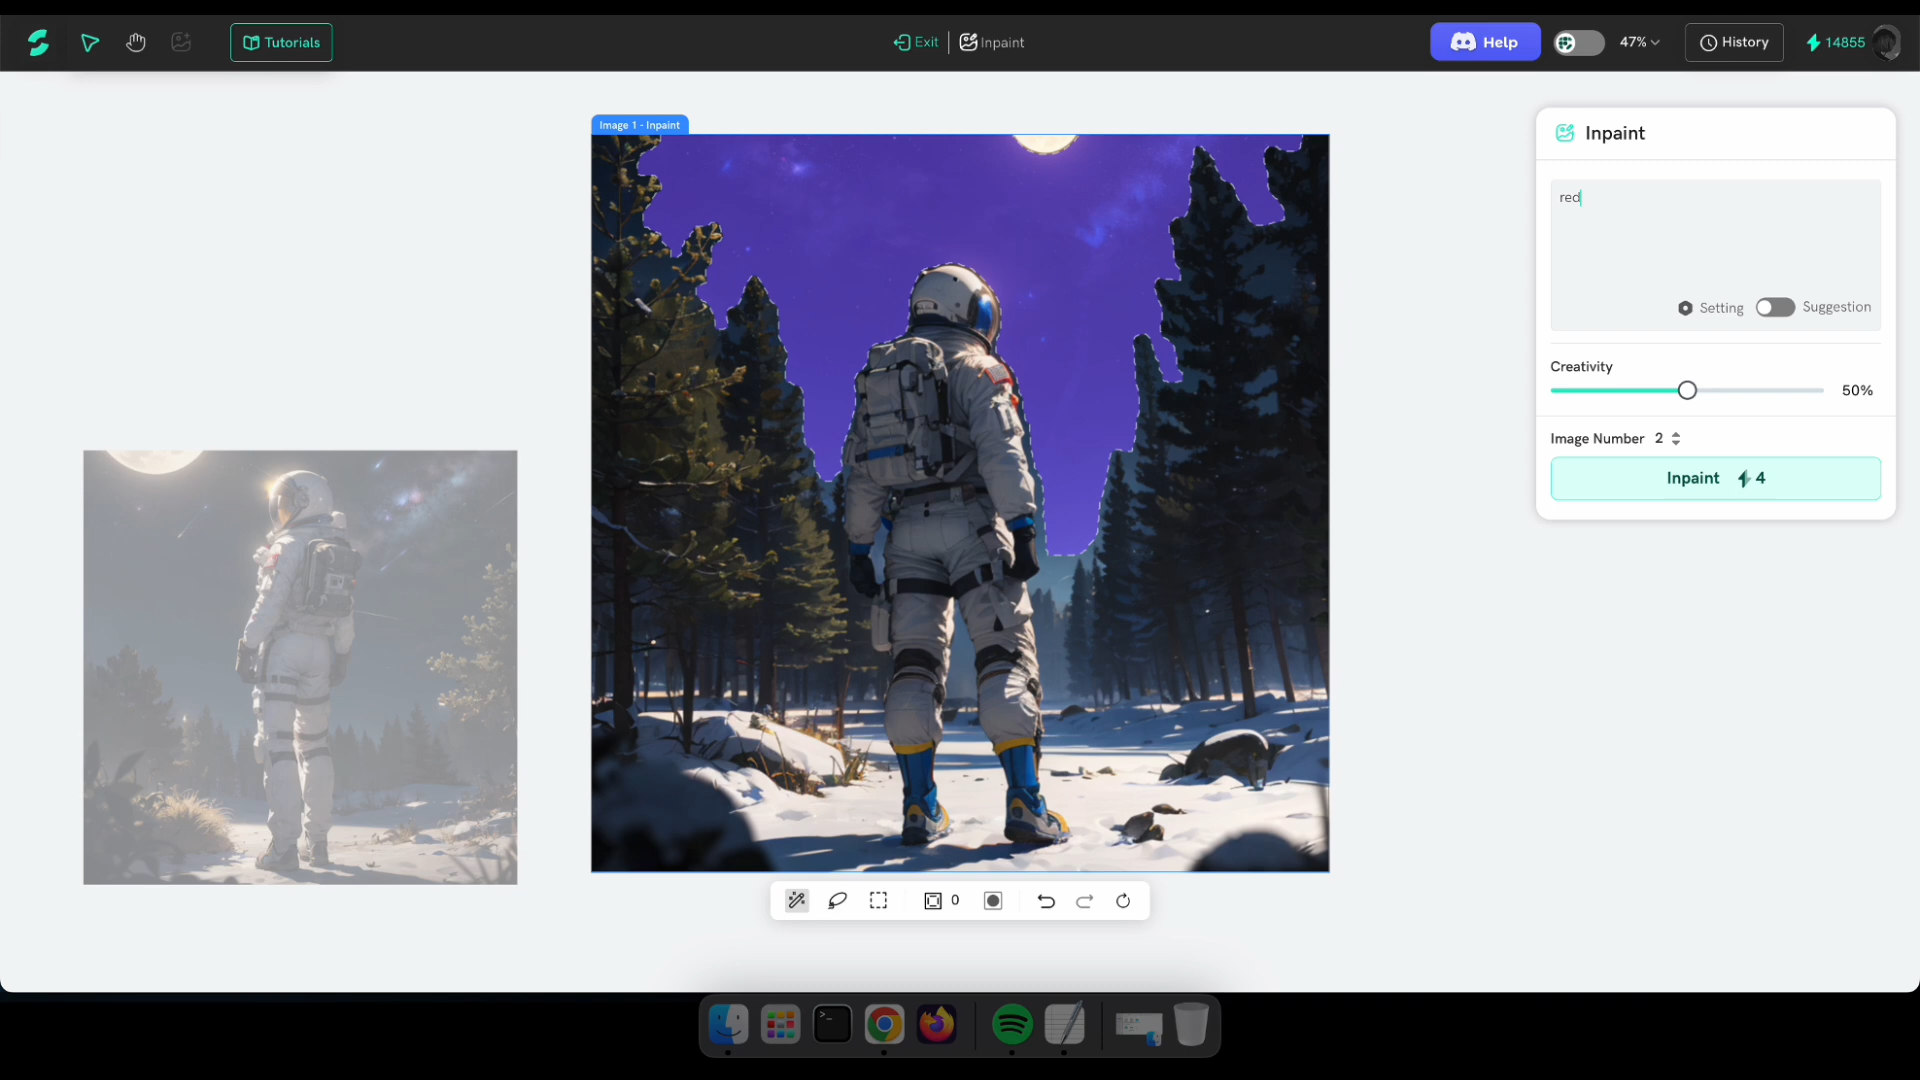 Tutorials
Exit
Inpaint
Help
47%
History
14855
Image 1 - Inpaint
Inpaint
red
Setting
Suggestion
Creativity
50%
Image Number 2
Inpaint 4
0